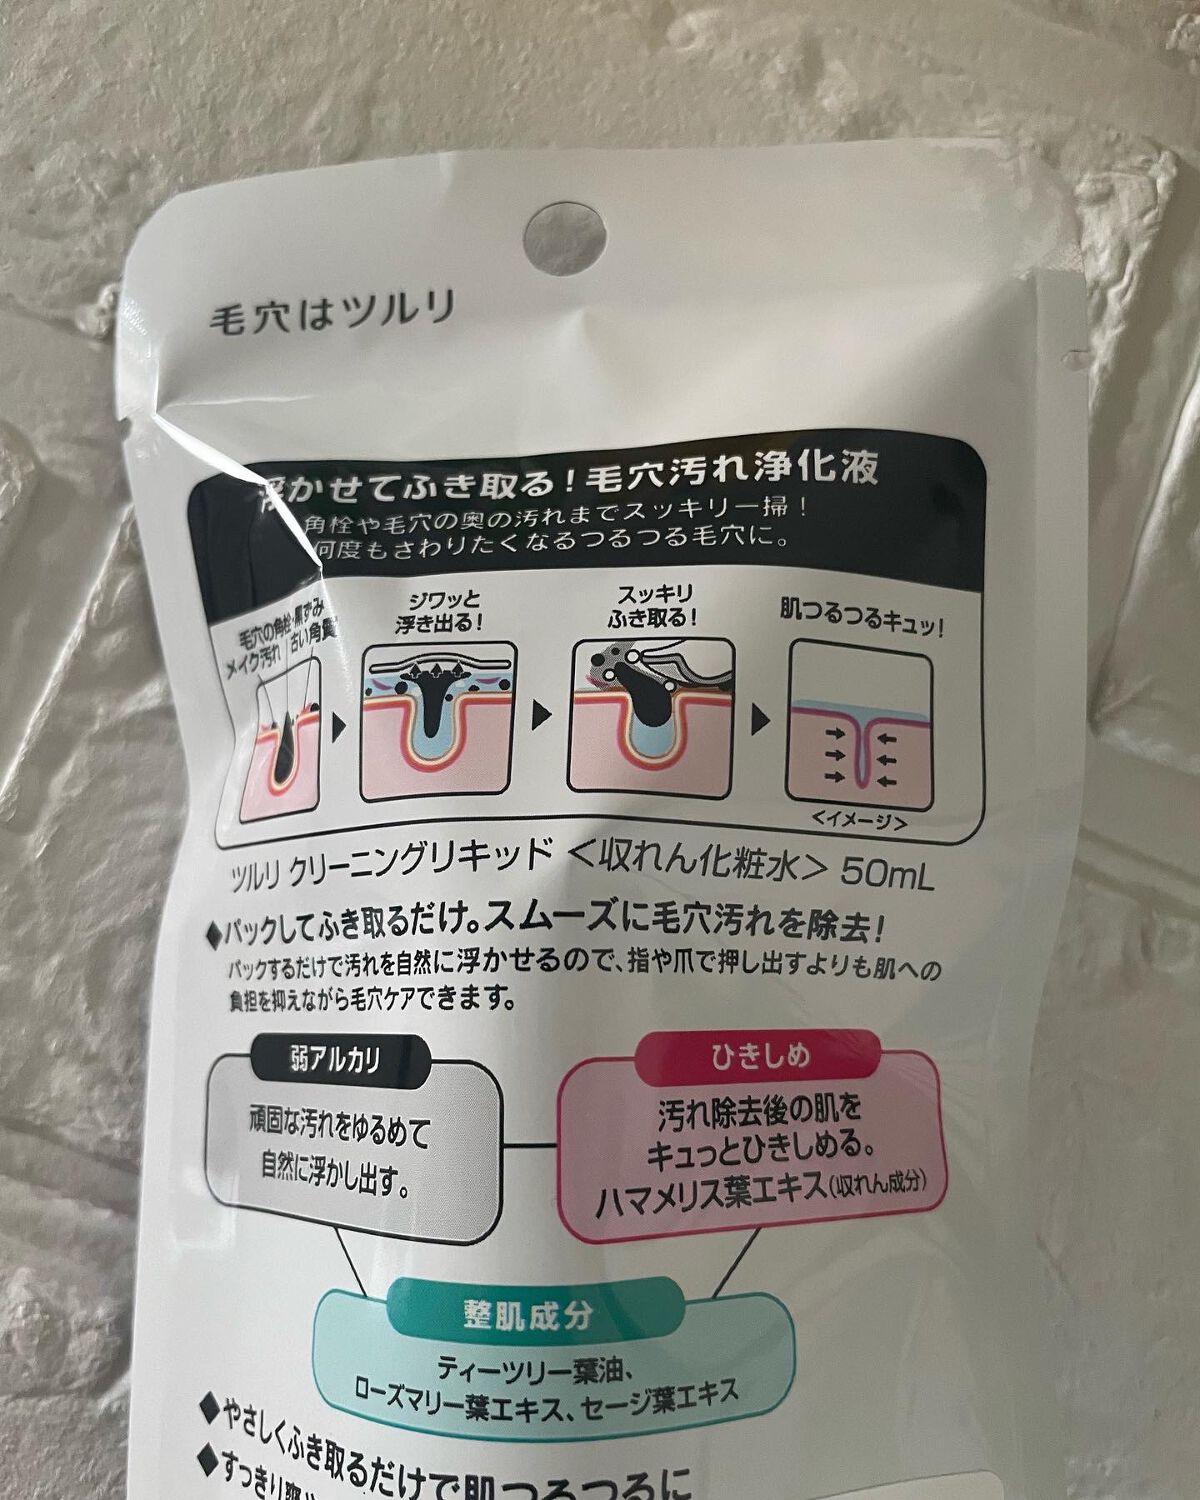 毛穴はツルリ
浮かせてふき取る!毛穴汚れ浄化液
角栓や毛穴の奥の汚れまでスッキリ一掃!
何度もさわりたくなるつるつる毛穴に。
毛穴の角栓・黒ずみ
メイク汚れ 古い角質
ジワッと
浮き出る!
スッキリ
ふき取る!
肌つるつるキュッ!
<イメージ>
ツルリ クリーニングリキッド <収れん化粧水> 50mL
◆パックしてふき取るだけ。スムーズに毛穴汚れを除去!
パックするだけで汚れを自然に浮かせるので、指や爪で押し出すよりも肌への
負担を抑えながら毛穴ケアできます。
弱アルカリ
頑固な汚れをゆるめて
自然に浮かし出す。
ひきしめ
汚れ除去後の肌を
キュっとひきしめる。
ハマメリス葉エキス(収れん成分)
整肌成分
ティーツリー葉油、
ローズマリー葉エキス、セージ葉エキス
◆やさしくふき取るだけで肌つるつるに
◆すっきり爽